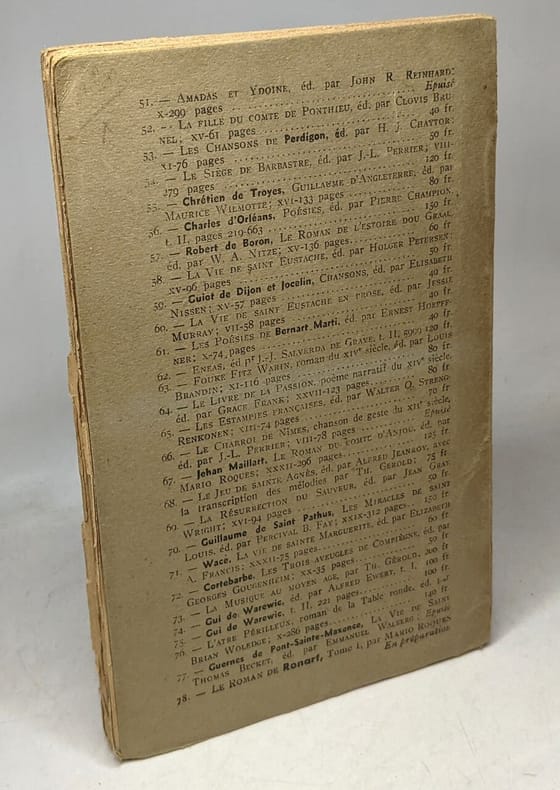 51. — AMADAS ET YDOINE, éd. par JOHN R. REINHARD;
x-299 pages .......... Epuisé
52. — LA FILLE DU COMTE DE PONTHIEU, éd. par CLOVIS BRU
NEL; XV-61 pages .......... 40 fr.
53. — LES CHANSONS DE Perdigon, éd. par H. J. CHAYTOR;
XI-76 pages .......... 50 fr.
54. — LE SIÈGE DE BARBASTRE, éd. par J.-L. PERRIER; VIII-
279 pages .......... 120 fr.
55. — Chrétien de Troyes, GUILLAUME D'ANGLETERRE, éd. par
MAURICE WILMOTTE; XVI-133 pages .......... 80 fr.
56. — Charles d'Orléans, POÉSIES, éd. par PIERRE CHAMPION,
t. II, pages 219-663 .......... 150 fr.
57. — Robert de Boron, LE ROMAN DE L'ESTOIRE DOU GRAAL,
éd. par W. A. NITZE; XV-136 pages .......... 60 fr.
58. — LA VIE DE SAINT EUSTACHE, éd. par HOLGER PETERSEN;
XV-96 pages .......... 50 fr.
59. — Guiot de Dijon et Jocelin, CHANSONS, éd. par ELISABETH
NISSEN; XV-57 pages .......... 40 fr.
60. — LA VIE DE SAINT EUSTACHE EN PROSE, éd. par JESSIE
MURRAY; VII-58 pages .......... 40 fr.
61. — LES POÉSIES DE Bernart Marti, éd. par ERNEST HOEPFF-
NER; X-74 pages .......... 40 fr.
62. — ENEAS, éd pr J.-J. SALVERDA DE GRAVE, t. II, 120 fr.
63. — FOUKE FITZ WARIN, roman du XIVe siècle, éd. par LOUIS
BRANDIN; XI-116 pages .......... 80 fr.
64. — LE LIVRE DE LA PASSION, poème narratif du XIVe siècle,
éd. par GRACE FRANK; XXVII-123 pages .......... 80 fr
65. — LES ESTAMPIES FRANÇAISES, éd. par WALTER O. STRENG-
RENKONEN; XIII-74 pages .......... 70 fr
66. — LE CHARROI DE NÎMES, chanson de geste du XIIe siècle,
éd. par J.-L. PERRIER; VIII-78 pages .......... Epuisé
67. — Jehan Maillart, LE ROMAN DU COMTE D'ANJOU, éd. par
MARIO ROQUES; XXXII-296 pages .......... 125 fr.
68. — LE JEU DE SAINTE AGNÈS, éd. par ALFRED JEANROY, avec
la transcription des mélodies par TH. GEROLD; 75 fr.
69. — LA RÉSURRECTION DU SAUVEUR, éd. par JEAN GRAY
WRIGHT; XVI-94 pages .......... 50 fr.
70. — Guillaume de Saint Pathus, LES MIRACLES DE SAINT
LOUIS, éd. par PERCIVAL B. FAY; XXIX-312 pages. 150 fr.
71. — Wace, LA VIE DE SAINTE MARGUERITE, éd. par ELIZABETH
A. FRANCIS; XXXII-75 pages .......... 60 fr
72. — Cortebarbe, LES TROIS AVEUGLES DE COMPIÈGNE, éd. par
GEORGES GOUGENHEIM; XX-35 pages .......... 50 fr.
73. — LA MUSIQUE AU MOYEN AGE, par TH. GÉROLD, 200 fr
74. — Gui de Warewic, éd. par ALFRED EWERT, t. I, 100 fr.
75. — Gui de Warewic, t. II, 221 pages .......... 100 fr.
76. — L'ATRE PÉRILLEUX, roman de la Table ronde, éd. par
BRIAN WOLEDGE; X-286 pages .......... 140 fr.
77. — Guernes de Pont-Sainte-Maxence, LA VIE DE SAINT
THOMAS BECKET, éd. par EMMANUEL WALBERG; Epuisé
78. — LE ROMAN DE Renart, Tome I, par MARIO ROQUES
En préparation